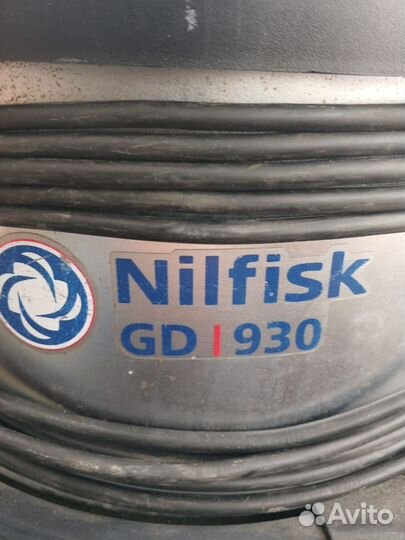 Nilfisk
GD | 930
Avito